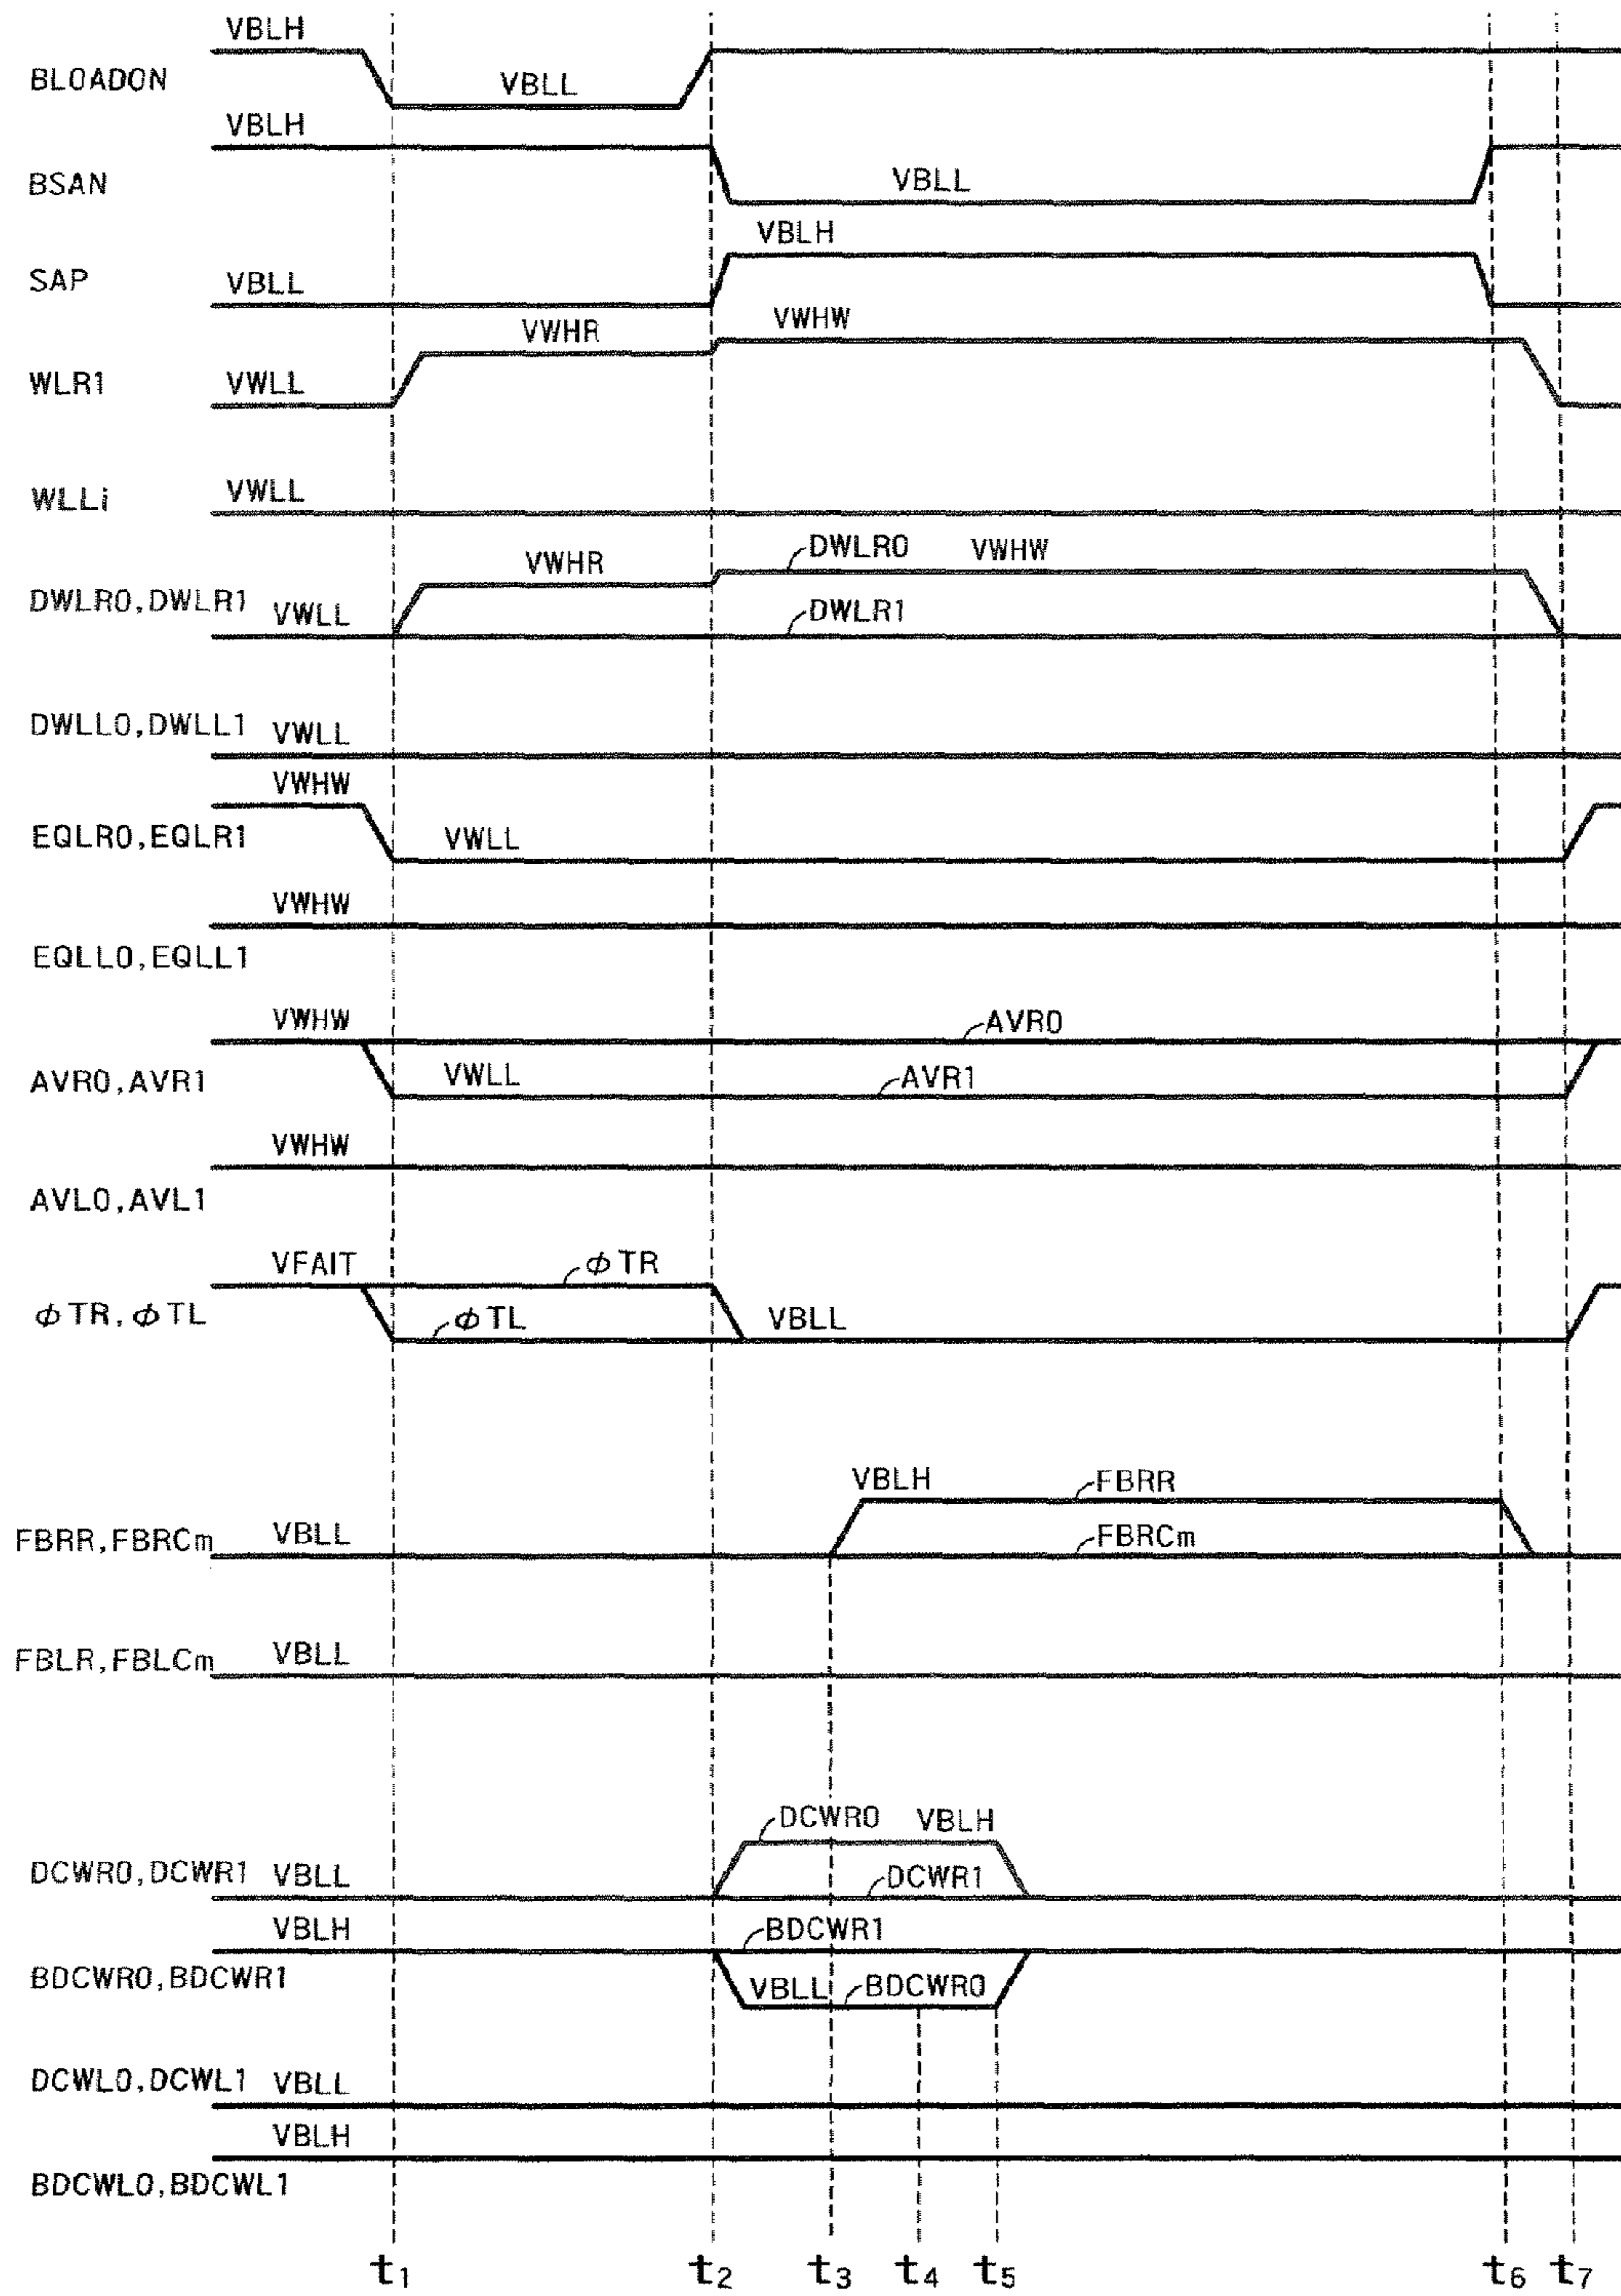 VBLH
BLOADON
VBLL
VBLH
BSAN
VBLL
VBLH
SAP
VBLL
VWHR
VWHW
WLR1
VWLL
WLLi
VWLL
VWHR
DWLR0
VWHW
DWLR0,DWLR1
VWLL
DWLR1
DWLL0,DWLL1
VWLL
VWHW
EQLR0,EQLR1
VWLL
VWHW
EQLL0,EQLL1
VWHW
AVR0
AVR0,AVR1
VWLL
AVR1
VWHW
AVL0,AVL1
VFAIT
ϕTR
ϕTR,ϕTL
ϕTL
VBLL
VBLH
FBRR
FBRR,FBRCm
VBLL
FBRCm
FBLR,FBLCm
VBLL
DCWR0
VBLH
DCWR0,DCWR1
VBLL
DCWR1
VBLH
BDCWR1
BDCWR0,BDCWR1
VBLL
BDCWR0
DCWL0,DCWL1
VBLL
VBLH
BDCWL0,BDCWL1
t1 t2 t3 t4 t5 t6 t7